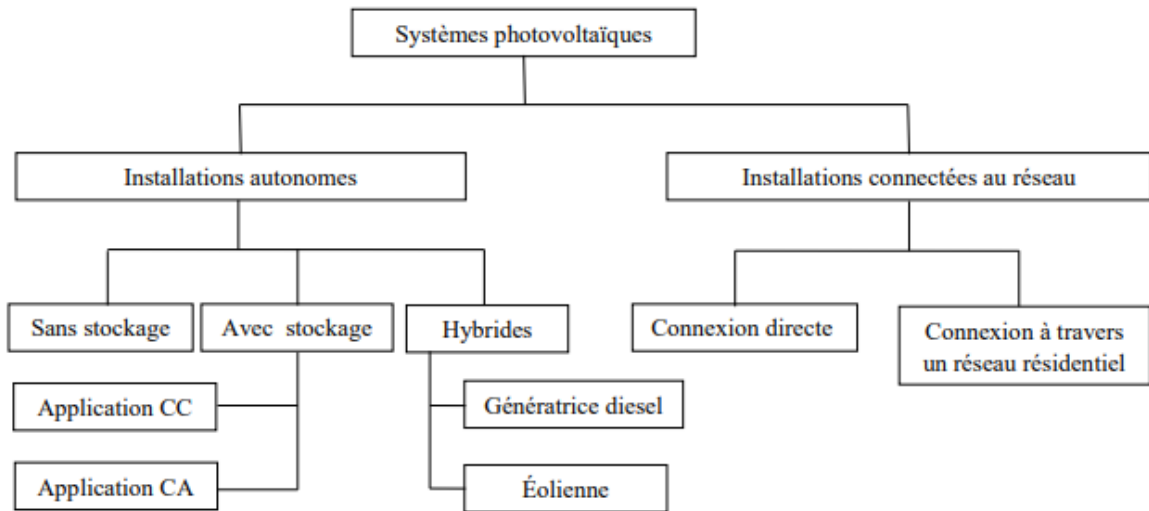 Systèmes photovoltaïques
Installations autonomes
Installations connectées au réseau
Sans stockage
Avec stockage
Hybrides
Connexion directe
Connexion à travers
un réseau résidentiel
Application CC
Génératrice diesel
Application CA
Éolienne